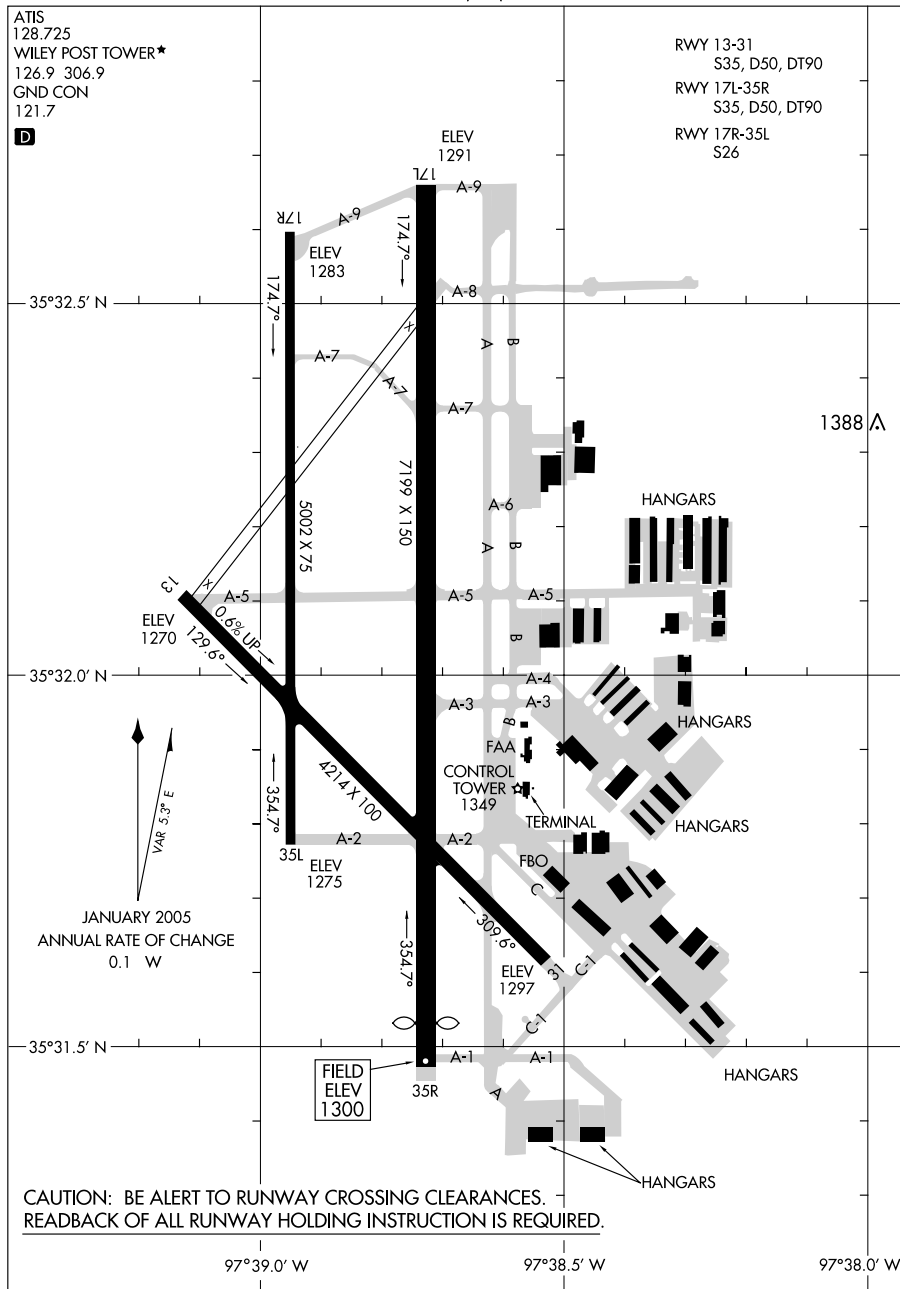 ATIS
128.725
WILEY POST TOWER★
126.9 306.9
GND CON
121.7
D
RWY 13-31
S35, D50, DT90
RWY 17L-35R
S35, D50, DT90
RWY 17R-35L
S26
ELEV
1291
17L
A-9
A-9
17R
ELEV
1283
174.7°
174.7°
35°32.5' N
A-8
X
A
B
A-7
A-7
A-7
1388
7199 X 150
5002 X 75
A-6
HANGARS
A
B
13
X
A-5
A-5
A-5
ELEV
1270
0.6% UP
129.6°
B
35°32.0' N
A-4
A-3
A-3
HANGARS
B
FAA
VAR 5.3° E
354.7°
4214 X 100
CONTROL
TOWER
1349
TERMINAL
HANGARS
A-2
A-2
35L
ELEV
1275
FBO
C
JANUARY 2005
ANNUAL RATE OF CHANGE
0.1 W
354.7°
309.6°
31
ELEV
1297
C-1
C-1
35°31.5' N
A-1
A-1
FIELD
ELEV
1300
35R
A
HANGARS
HANGARS
CAUTION: BE ALERT TO RUNWAY CROSSING CLEARANCES.
READBACK OF ALL RUNWAY HOLDING INSTRUCTION IS REQUIRED.
97°39.0' W
97°38.5' W
97°38.0' W